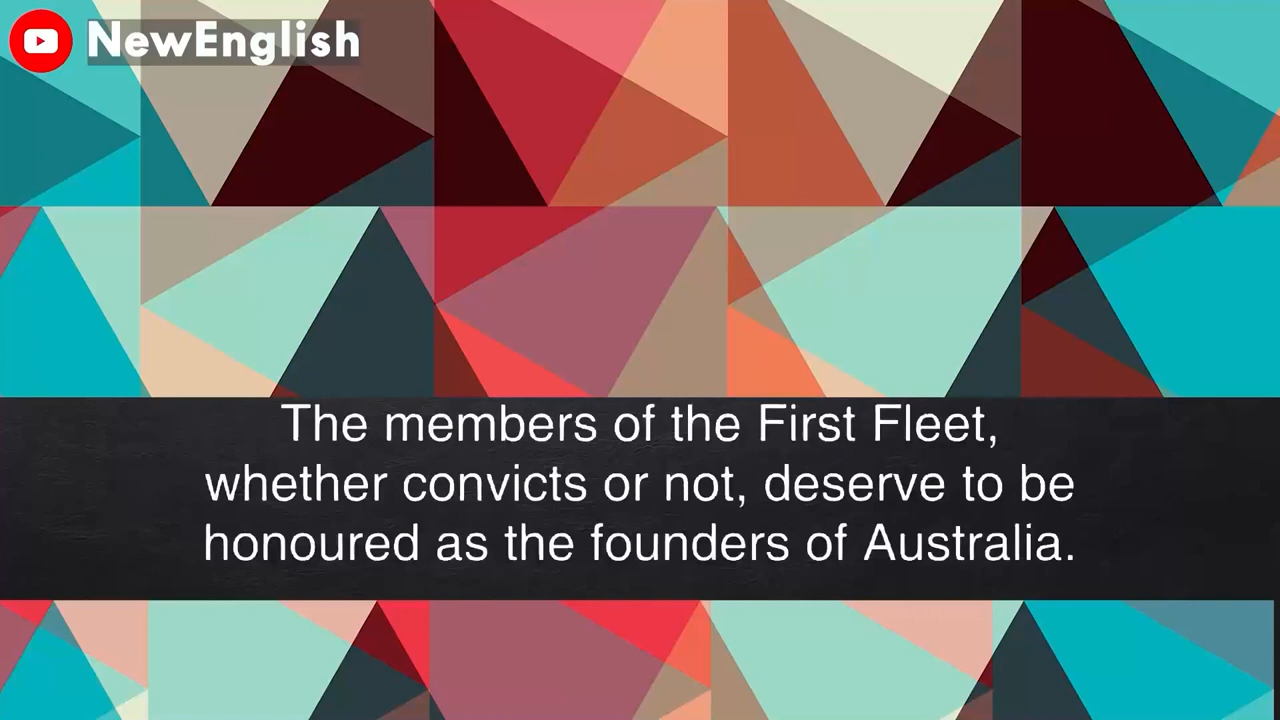 NewEnglish
The members of the First Fleet,
whether convicts or not, deserve to be
honoured as the founders of Australia.